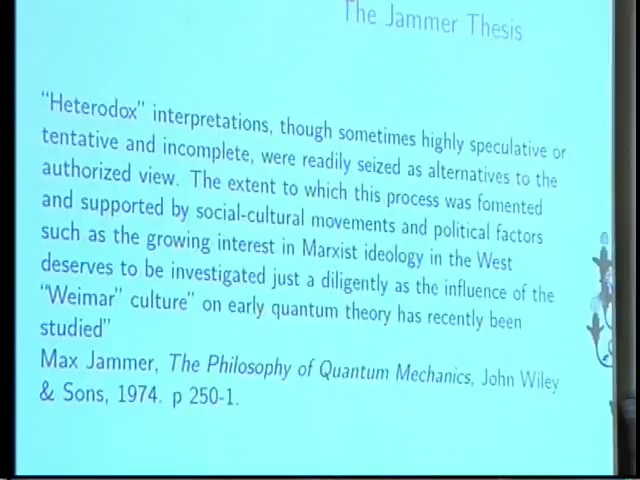 The Jammer Thesis
“Heterodox” interpretations, though sometimes highly speculative or
tentative and incomplete, were readily seized as alternatives to the
authorized view. The extent to which this process was fomented
and supported by social-cultural movements and political factors
such as the growing interest in Marxist ideology in the West
deserves to be investigated just a diligently as the influence of the
“Weimar” culture” on early quantum theory has recently been
studied”
Max Jammer, The Philosophy of Quantum Mechanics, John Wiley
& Sons, 1974. p 250-1.